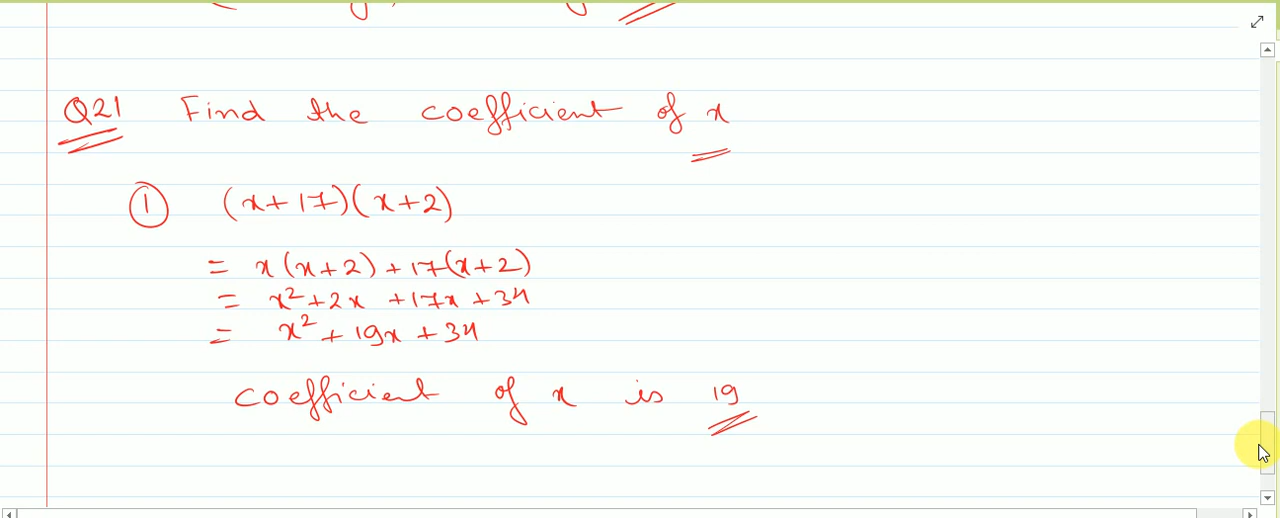 Q21 Find the coefficient of x
① (x+17)(x+2)
= x(x+2)+17(x+2)
= x²+2x +17x +34
= x²+19x+34
coefficient of x is 19